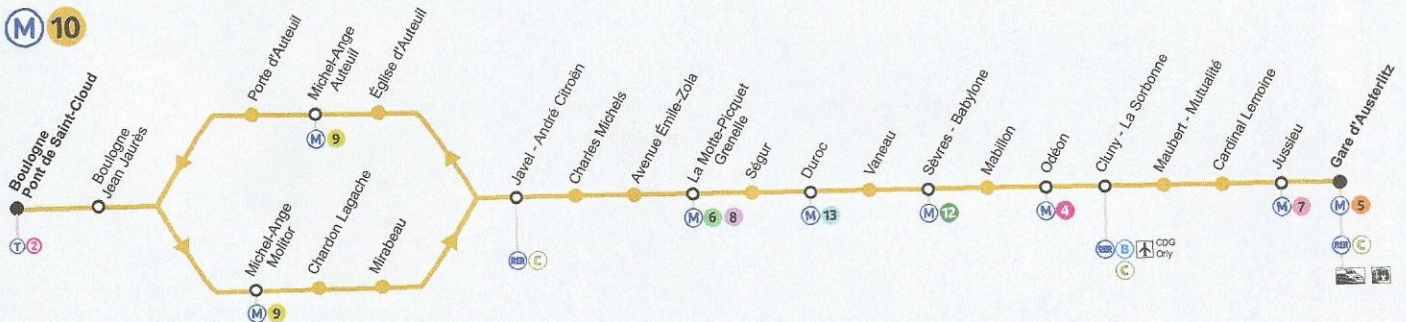 M 10
Boulogne
Pont de Saint-Cloud
T 2
Boulogne
Jean Jaurès
Porte d'Auteuil
Michel-Ange
Auteuil
M 9
Église d'Auteuil
Michel-Ange
Molitor
M 9
Chardon Lagache
Mirabeau
Javel - André Citroën
RER C
Charles Michels
Avenue Émile-Zola
La Motte-Picquet
Grenelle
M 6 8
Ségur
Duroc
M 13
Vaneau
Sèvres - Babylone
M 12
Mabillon
Odéon
M 4
Cluny - La Sorbonne
RER B CDG
Orly
C
Maubert - Mutualité
Cardinal Lemoine
Jussieu
M 7
Gare d'Austerlitz
M 5
RER C